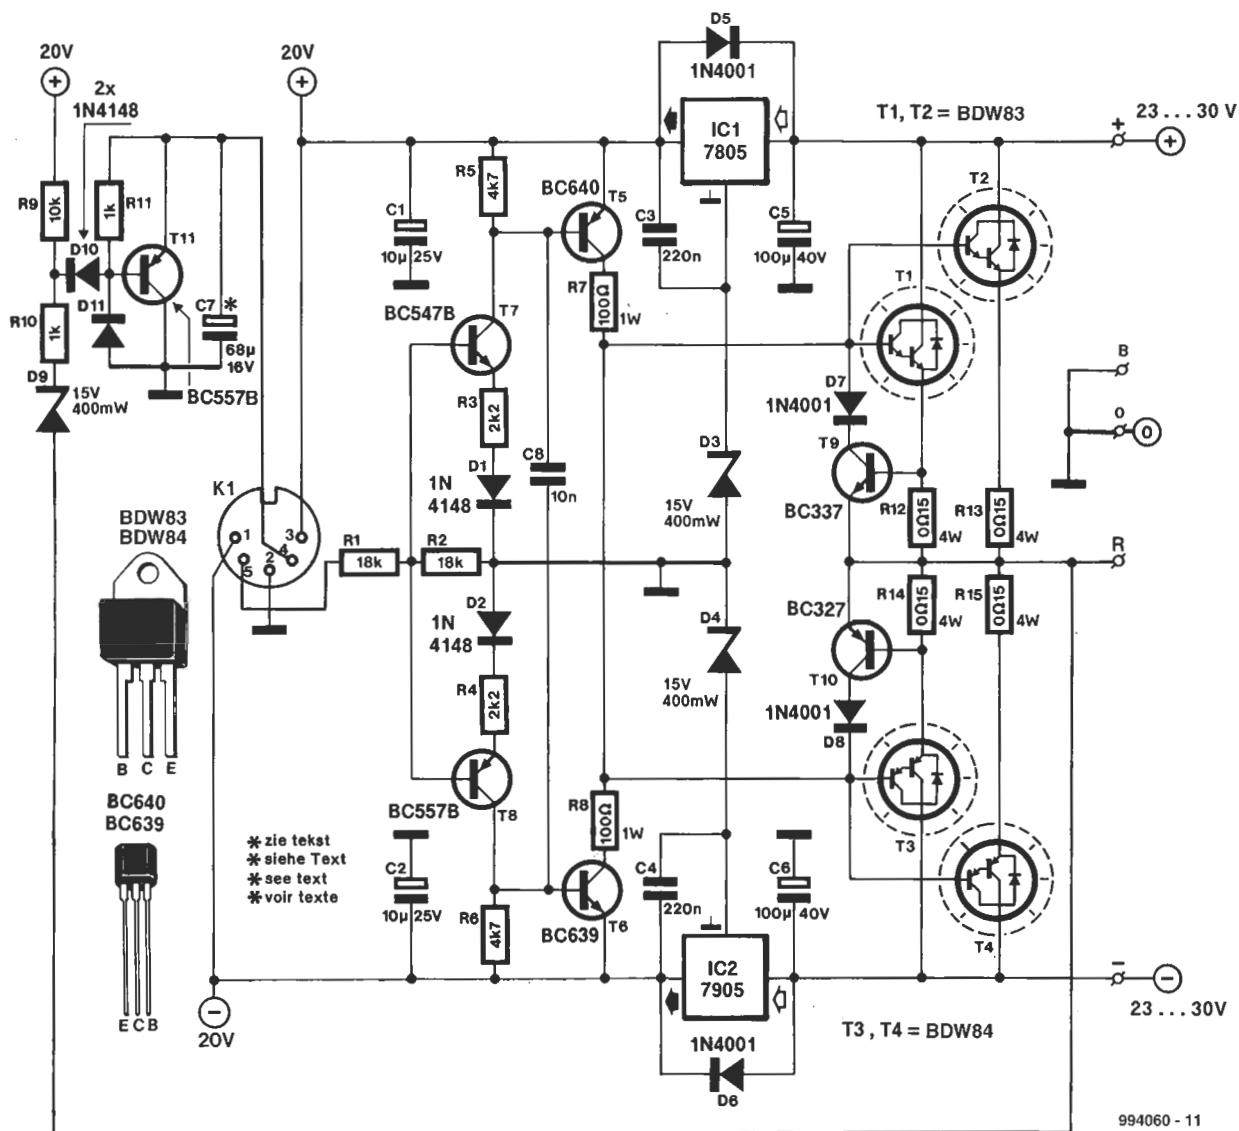 20V
+
2x
1N4148
R9
10k
R11
1k
D10
T11
D11
C7
*
68µ
16V
R10
1k
D9
15V
400mW
BC557B
20V
+
D5
1N4001
IC1
7805
T1, T2 = BDW83
+
23 ... 30 V
+
R5
4k7
BC640
T5
C1
10µ 25V
C3
220n
C5
100µ 40V
T2
T1
R7
100Ω
1W
BC547B
T7
R3
2k2
D1
1N
4148
C8
10n
D3
15V
400mW
D7
1N4001
T9
BC337
R12
0Ω15
4W
R13
0Ω15
4W
B
0
0
R
K1
1
2
3
4
5
R1
18k
R2
18k
BDW83
BDW84
B C E
BC640
BC639
E C B
D2
1N
4148
R4
2k2
D4
15V
400mW
BC327
T10
R14
0Ω15
4W
R15
0Ω15
4W
1N4001
D8
BC557B
T8
R8
100Ω
1W
T3
T4
* zie tekst
* siehe Text
* see text
* voir texte
C2
10µ 25V
R6
4k7
BC639
T6
C4
220n
C6
100µ 40V
IC2
7905
−
20V
−
−
23 ... 30V
T3, T4 = BDW84
1N4001
D6
994060 - 11